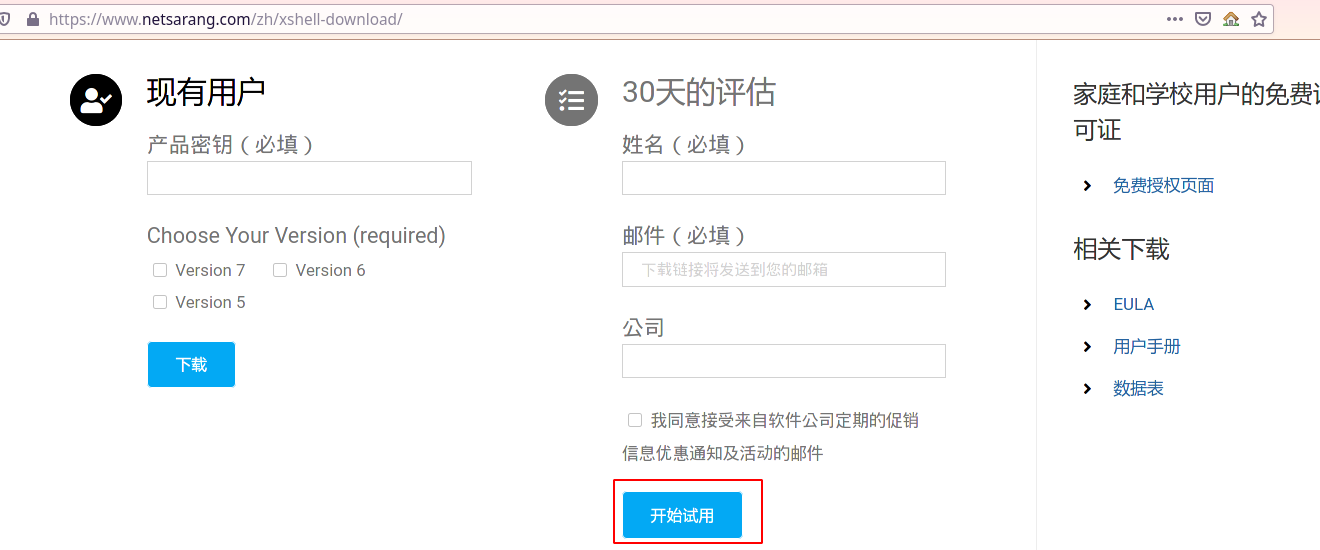 https://www.netsarang.com/zh/xshell-download/
现有用户
产品密钥（必填）
Choose Your Version (required)
Version 7
Version 6
Version 5
下载
30天的评估
姓名（必填）
邮件（必填）
下载链接将发送到您的邮箱
公司
我同意接受来自软件公司定期的促销
信息优惠通知及活动的邮件
开始试用
家庭和学校用户的免费
可证
免费授权页面
相关下载
EULA
用户手册
数据表